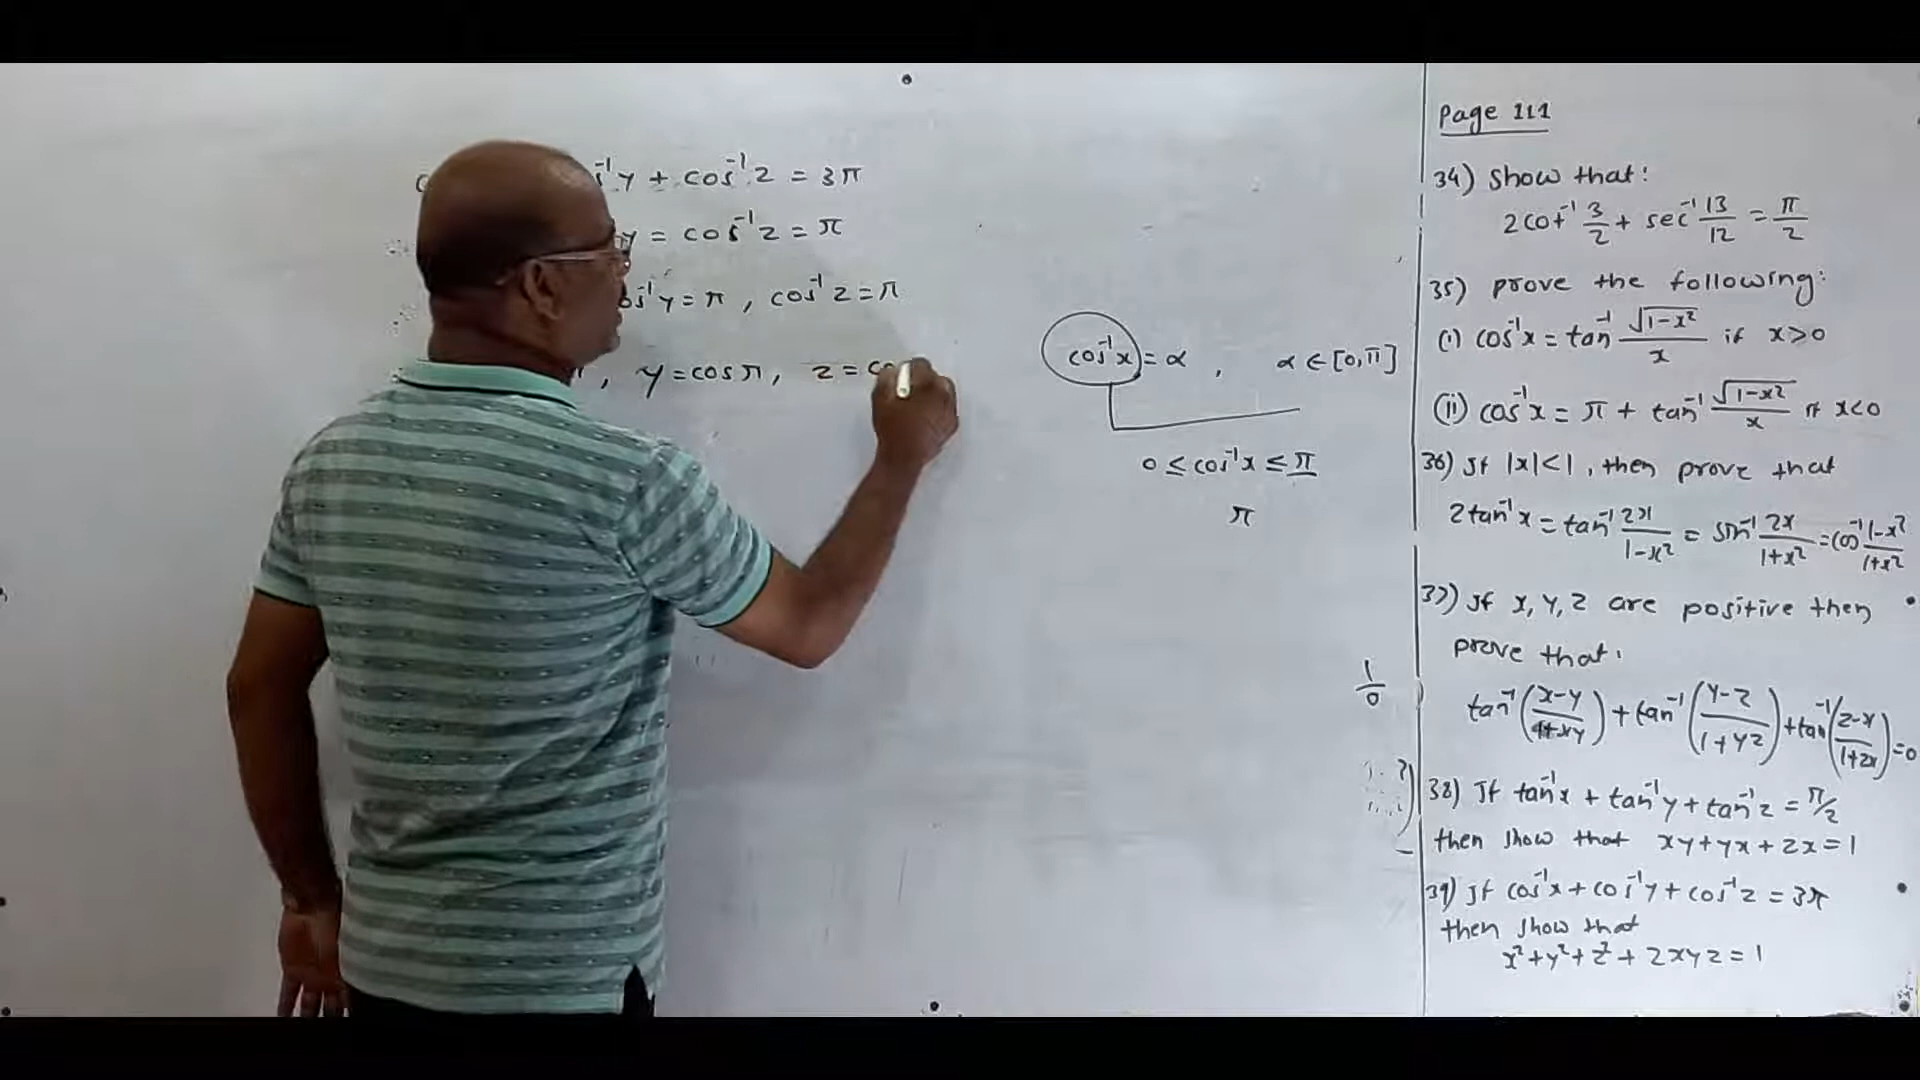 y + cos⁻¹z = 3π
y = cos⁻¹z = π
y = π , cos⁻¹z = π
, y = cosπ, z =
cos⁻¹x = α , α ∈ [0,π]
0 ≤ cos⁻¹x ≤ π
π
1/0
Page 111
34) Show that:
2cot⁻¹ 3/2 + sec⁻¹ 13/12 = π/2
35) prove the following:
(i) cos⁻¹x = tan⁻¹ √(1-x²)/x if x>0
(ii) cos⁻¹x = π + tan⁻¹ √(1-x²)/x if x<0
36) If |x|<1, then prove that
2tan⁻¹x = tan⁻¹ 2x/(1-x²) = sin⁻¹ 2x/(1+x²) = cos⁻¹ (1-x²)/(1+x²)
37) If x, y, z are positive then
prove that:
tan⁻¹((x-y)/(1+xy)) + tan⁻¹((y-z)/(1+yz)) + tan⁻¹((z-x)/(1+zx)) = 0
38) If tan⁻¹x + tan⁻¹y + tan⁻¹z = π/2
then show that xy+yx+zx=1
39) If cos⁻¹x + cos⁻¹y + cos⁻¹z = 3π
then show that
x²+y²+z²+2xyz=1